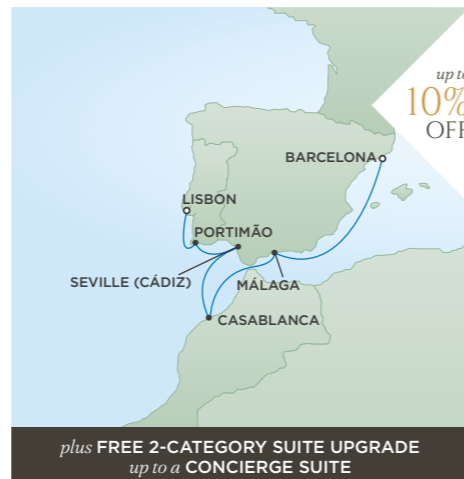 up to
10%
OFF
BARCELONA
LISBON
PORTIMÃO
SEVILLE (CÁDIZ)
MÁLAGA
CASABLANCA
plus FREE 2-CATEGORY SUITE UPGRADE
up to a CONCIERGE SUITE